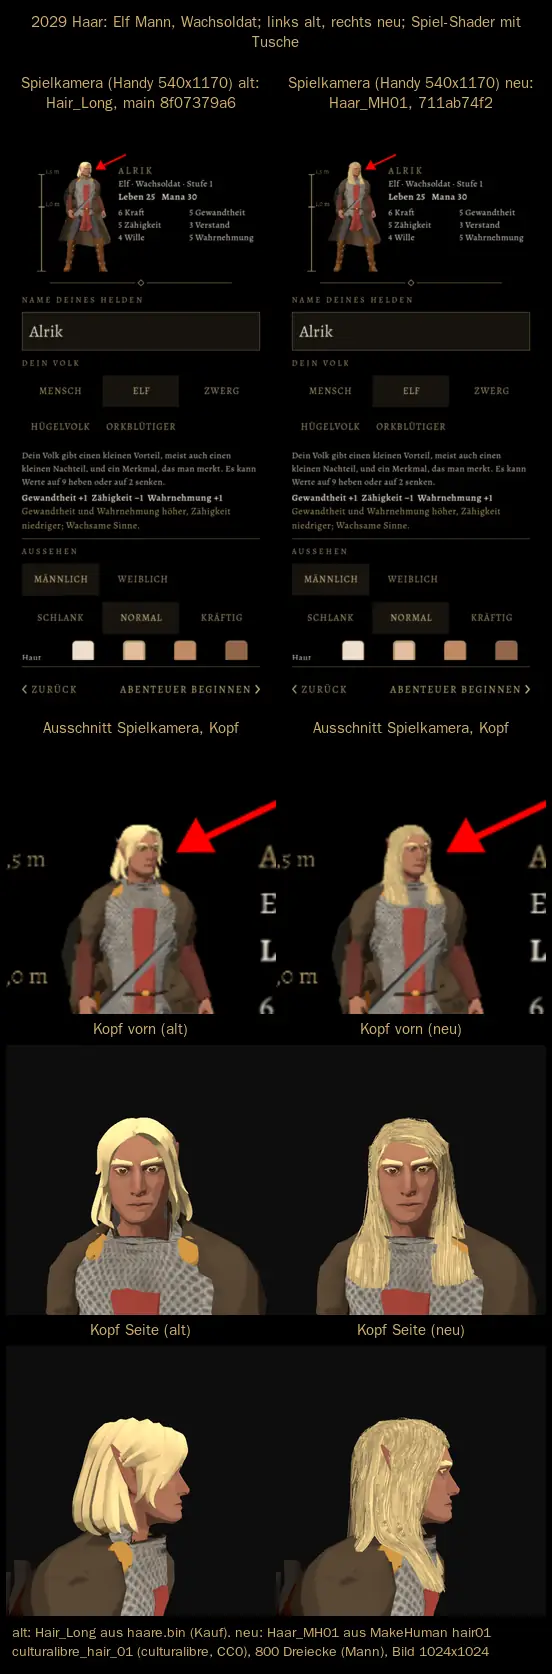 2029 Haar: Elf Mann, Wachsoldat; links alt, rechts neu; Spiel-Shader mit
Tusche
Spielkamera (Handy 540x1170) alt:
Hair_Long, main 8f07379a6
Spielkamera (Handy 540x1170) neu:
Haar_MH01, 711ab74f2
1,5 m
1,0 m
ALRIK
Elf · Wachsoldat · Stufe 1
Leben 25 Mana 30
6 Kraft 5 Gewandtheit
5 Zähigkeit 3 Verstand
4 Wille 5 Wahrnehmung
NAME DEINES HELDEN
Alrik
DEIN VOLK
MENSCH ELF ZWERG
HÜGELVOLK ORKBLÜTIGER
Dein Volk gibt einen kleinen Vorteil, meist auch einen
kleinen Nachteil, und ein Merkmal, das man merkt. Es kann
Werte auf 9 heben oder auf 2 senken.
Gewandtheit +1 Zähigkeit −1 Wahrnehmung +1
Gewandtheit und Wahrnehmung höher, Zähigkeit
niedriger; Wachsame Sinne.
AUSSEHEN
MÄNNLICH WEIBLICH
SCHLANK NORMAL KRÄFTIG
Haut
ZURÜCK ABENTEUER BEGINNEN
1,5 m
1,0 m
ALRIK
Elf · Wachsoldat · Stufe 1
Leben 25 Mana 30
6 Kraft 5 Gewandtheit
5 Zähigkeit 3 Verstand
4 Wille 5 Wahrnehmung
NAME DEINES HELDEN
Alrik
DEIN VOLK
MENSCH ELF ZWERG
HÜGELVOLK ORKBLÜTIGER
Dein Volk gibt einen kleinen Vorteil, meist auch einen
kleinen Nachteil, und ein Merkmal, das man merkt. Es kann
Werte auf 9 heben oder auf 2 senken.
Gewandtheit +1 Zähigkeit −1 Wahrnehmung +1
Gewandtheit und Wahrnehmung höher, Zähigkeit
niedriger; Wachsame Sinne.
AUSSEHEN
MÄNNLICH WEIBLICH
SCHLANK NORMAL KRÄFTIG
Haut
ZURÜCK ABENTEUER BEGINNEN
Ausschnitt Spielkamera, Kopf
Ausschnitt Spielkamera, Kopf
,5 m
,0 m
A
E
L
6
,5 m
,0 m
A
E
L
6
Kopf vorn (alt)
Kopf vorn (neu)
Kopf Seite (alt)
Kopf Seite (neu)
alt: Hair_Long aus haare.bin (Kauf). neu: Haar_MH01 aus MakeHuman hair01
culturalibre_hair_01 (culturalibre, CC0), 800 Dreiecke (Mann), Bild 1024x1024